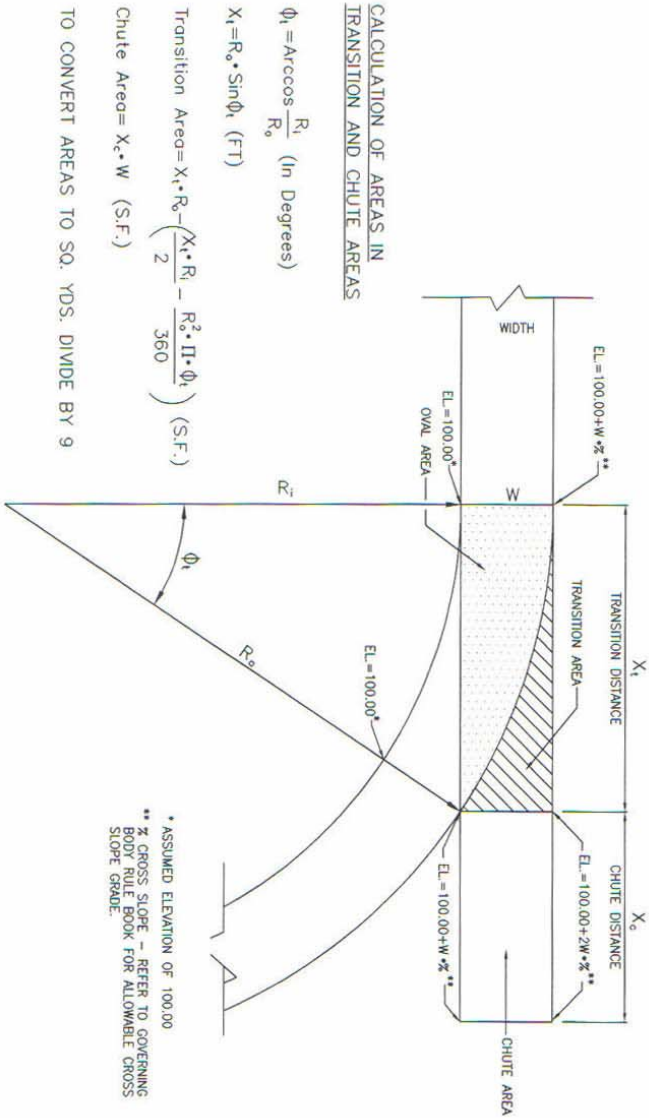 CALCULATION OF AREAS IN
TRANSITION AND CHUTE AREAS
Φt=Arccos Ri/Ro (In Degrees)
Xt=Ro•SinΦt (FT)
Transition Area=Xt•Ro-(Xt•Ri/2 - Ro²•Π•Φt/360) (S.F.)
Chute Area= Xc•W (S.F.)
TO CONVERT AREAS TO SQ. YDS. DIVIDE BY 9
WIDTH
EL.=100.00+W•%**
EL.=100.00*
OVAL AREA
W
Xt
TRANSITION DISTANCE
TRANSITION AREA
Xc
CHUTE DISTANCE
EL.=100.00+2W•%**
CHUTE AREA
EL.=100.00+W•%**
Ri
Φt
Ro
EL.=100.00*
* ASSUMED ELEVATION OF 100.00
** % CROSS SLOPE - REFER TO GOVERNING
BODY RULE BOOK FOR ALLOWABLE CROSS
SLOPE GRADE.